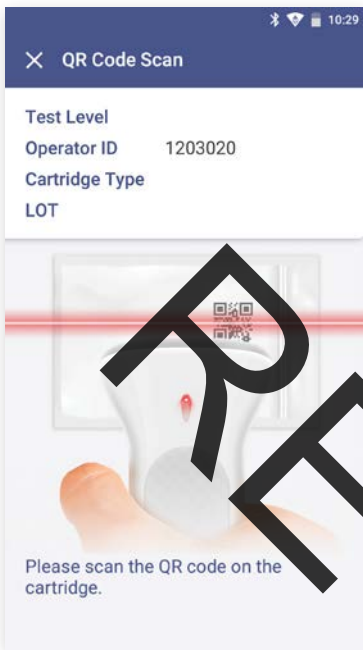 10:29
QR Code Scan
Test Level
Operator ID 1203020
Cartridge Type
LOT
RE
Please scan the QR code on the
cartridge.